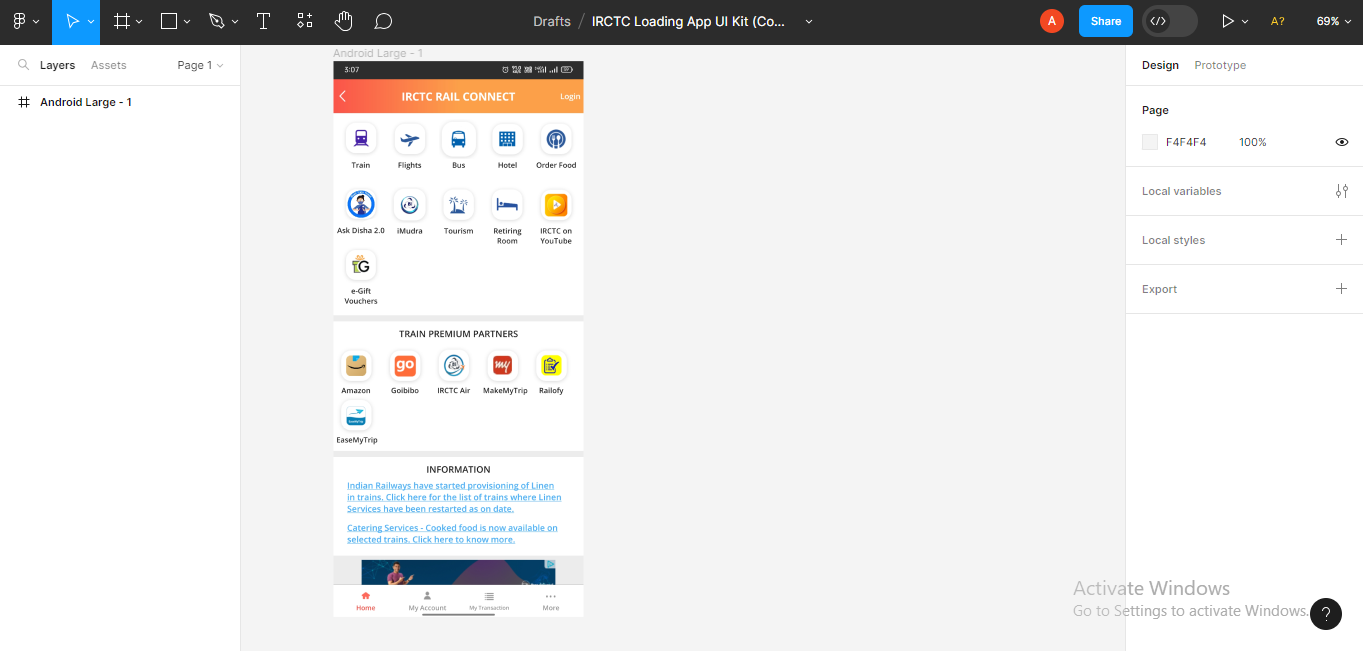 Drafts / IRCTC Loading App UI Kit (Co...
A
Share
A?
69%
Layers Assets Page 1
Android Large - 1
Android Large - 1
3:07
IRCTC RAIL CONNECT
Login
Train Flights Bus Hotel Order Food
Ask Disha 2.0 iMudra Tourism Retiring Room IRCTC on YouTube
e-Gift
Vouchers
TRAIN PREMIUM PARTNERS
go my
Amazon Goibibo IRCTC Air MakeMyTrip Railofy
EaseMyTrip
INFORMATION
Indian Railways have started provisioning of Linen
in trains. Click here for the list of trains where Linen
Services have been restarted as on date.
Catering Services - Cooked food is now available on
selected trains. Click here to know more.
Home My Account My Transaction More
Design Prototype
Page
F4F4F4 100%
Local variables
Local styles
Export
Activate Windows
Go to Settings to activate Windows.
?